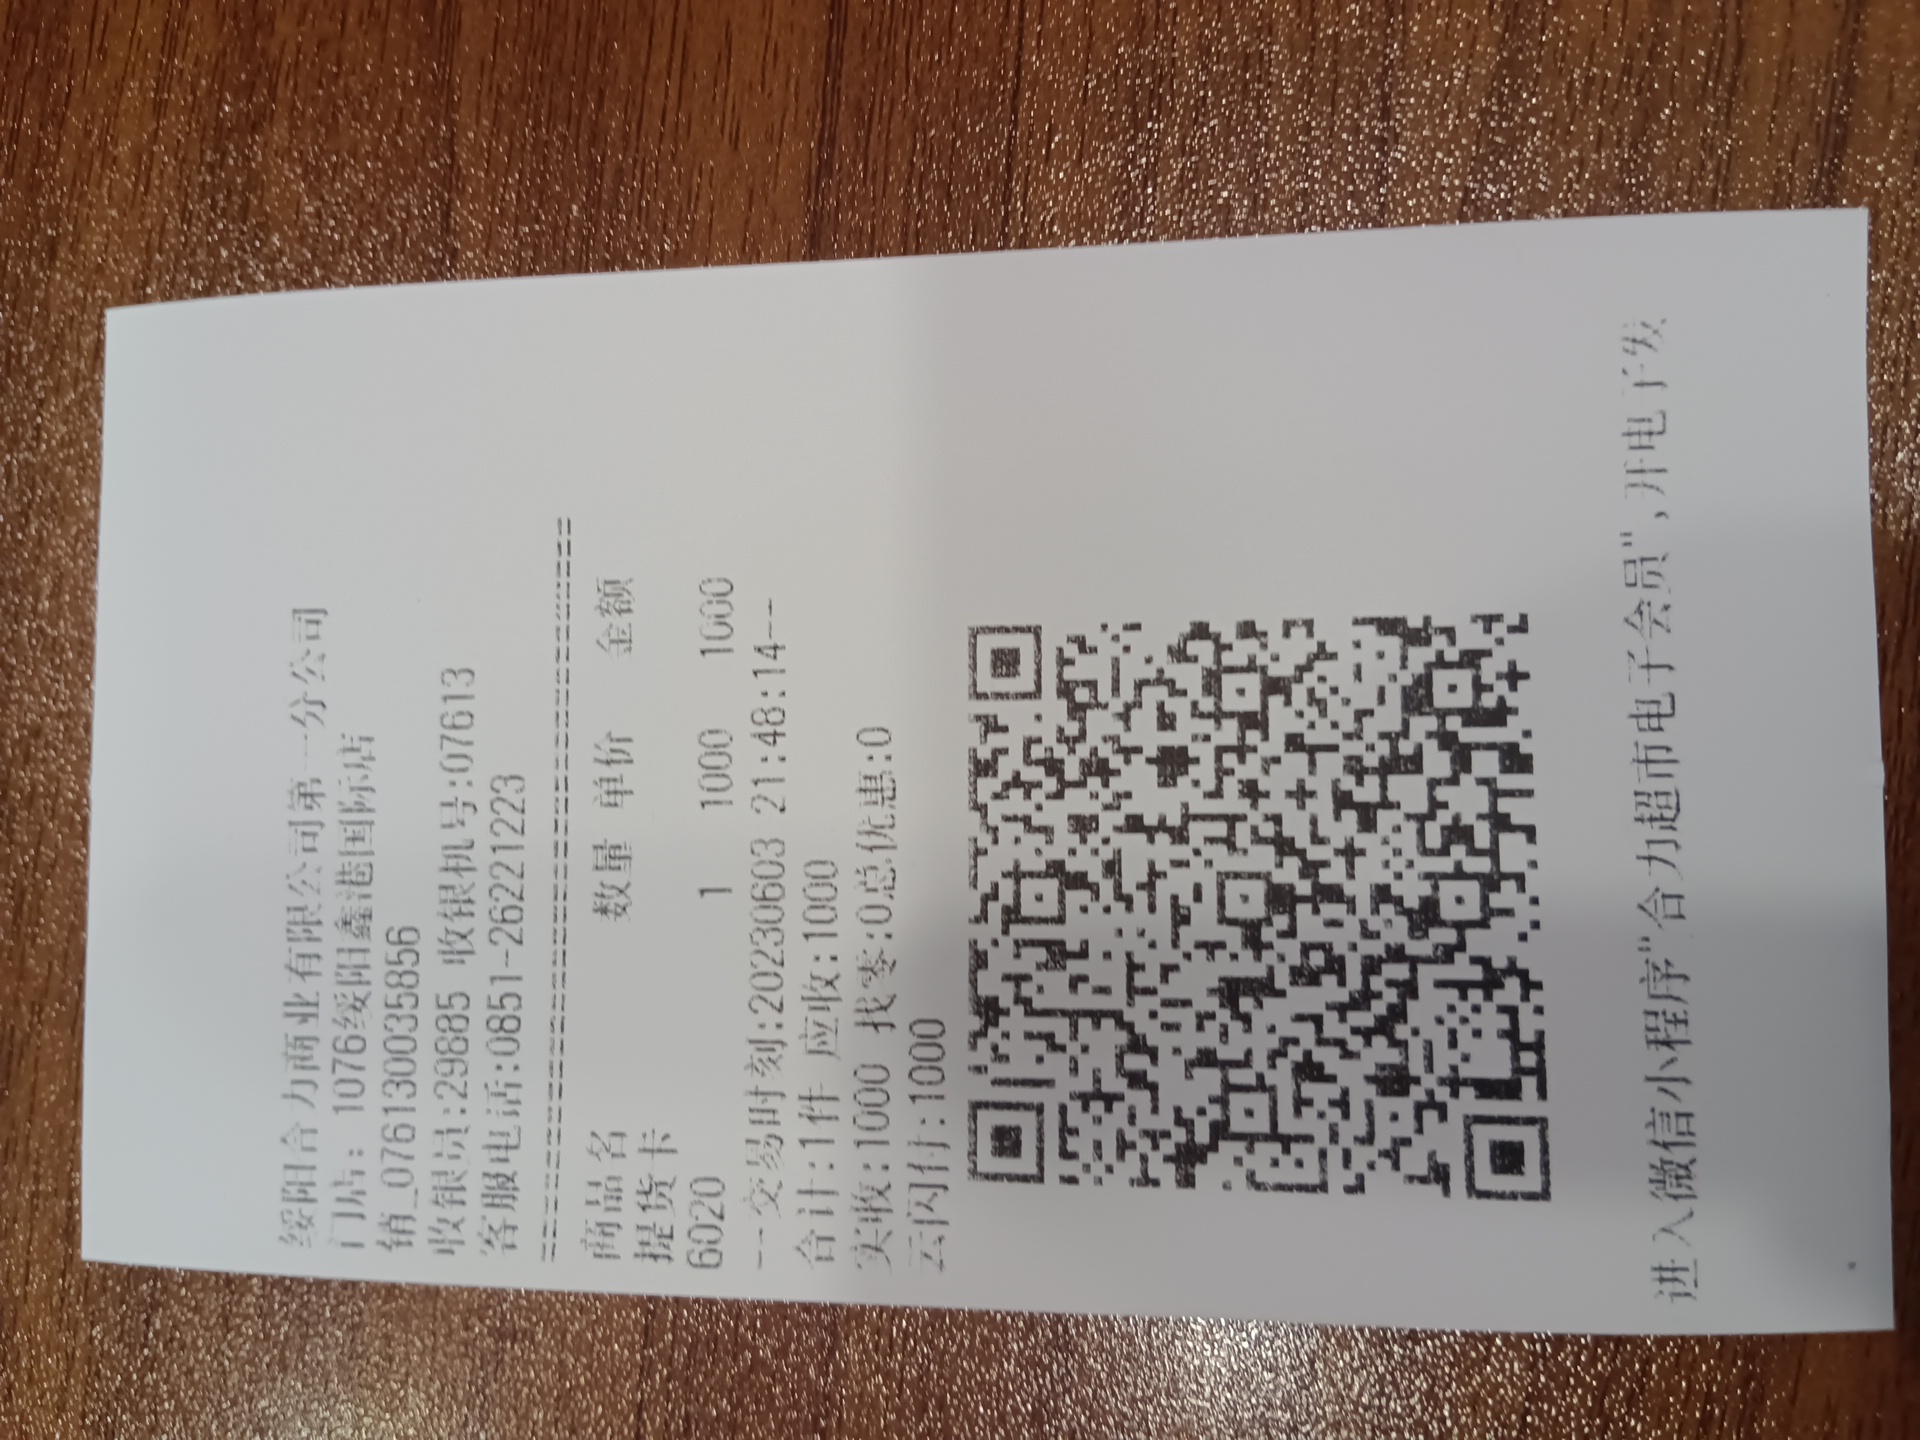 绥阳合力商业有限公司第一分公司
门店: 1076绥阳鑫港国际店
销_0761300035856
收银员:29885 收银机号:07613
客服电话:0851-26221223
商品名 数量 单价 金额
提货卡
6020 1 1000 1000
--交易时刻:20230603 21:48:14--
合计:1件 应收:1000
实收:1000 找零:0总优惠:0
云闪付:1000
进入微信小程序"合力超市电子会员",开电子发